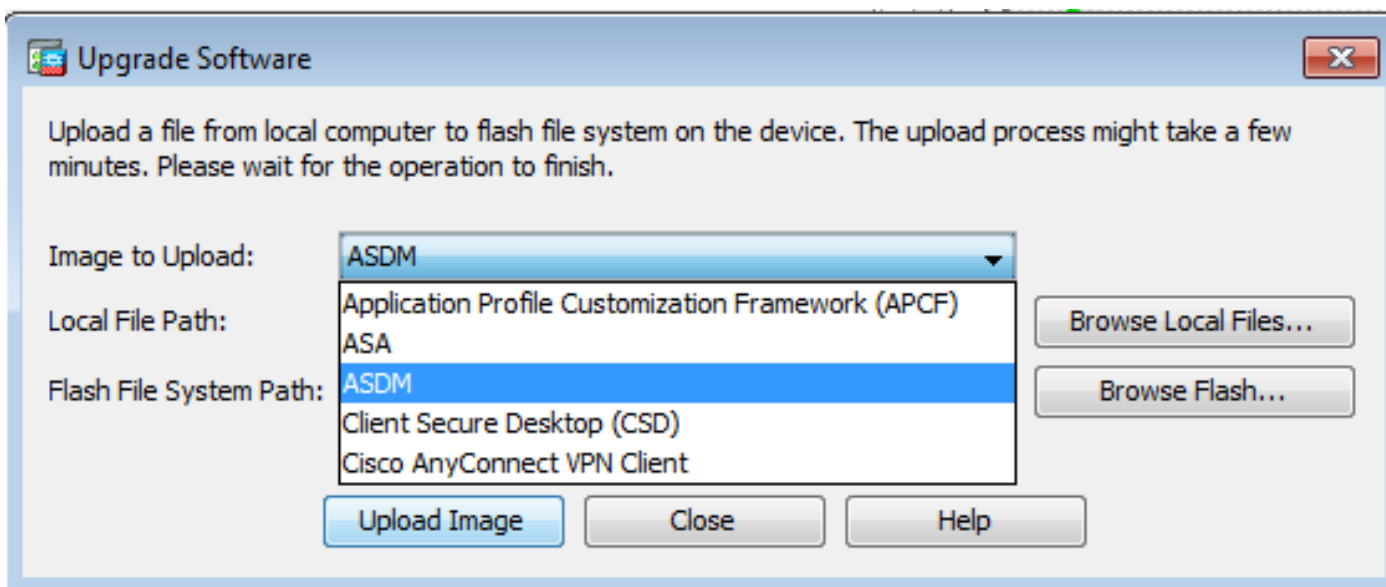 Upgrade Software
Upload a file from local computer to flash file system on the device. The upload process might take a few
minutes. Please wait for the operation to finish.
Image to Upload:
ASDM
Application Profile Customization Framework (APCF)
Local File Path:
Browse Local Files...
ASA
ASDM
Flash File System Path:
Browse Flash...
Client Secure Desktop (CSD)
Cisco AnyConnect VPN Client
Upload Image
Close
Help